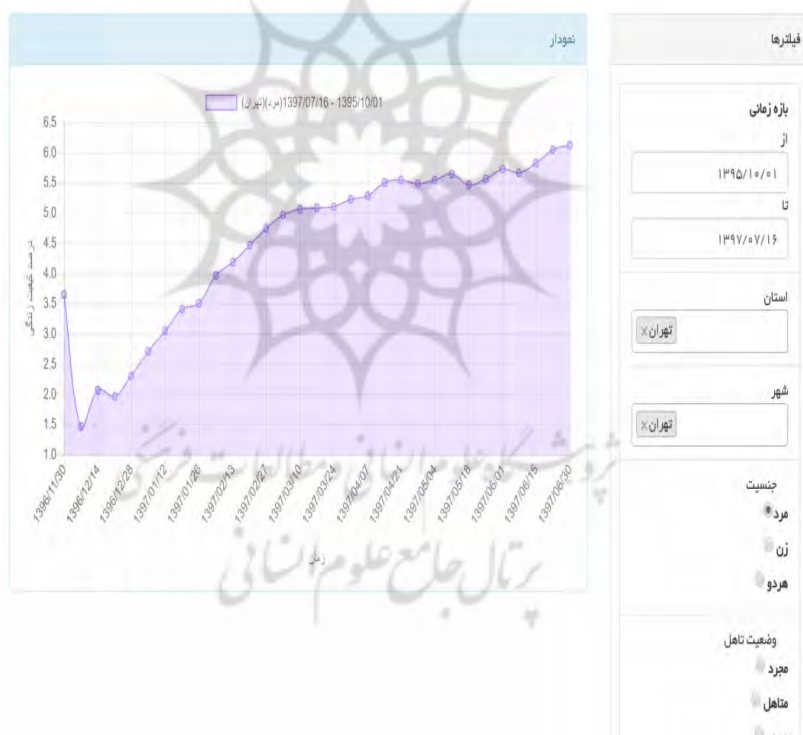 فیلترها
بازه زمانی
از
۱۳۹۵/۱۰/۰۱
تا
۱۳۹۷/۰۷/۱۶
استان
تهران×
شهر
تهران×
جنسیت
مرد
زن
هردو
وضعیت تاهل
مجرد
متاهل
نمودار
1395/10/01 - 1397/07/16(مرد)(تهران)
درصد کیفیت زندگی
6.5
6.0
5.5
5.0
4.5
4.0
3.5
3.0
2.5
2.0
1.5
1.0
1396/11/30
1396/12/14
1396/12/28
1397/01/12
1397/01/26
1397/02/13
1397/02/27
1397/03/10
1397/03/24
1397/04/07
1397/04/21
1397/05/04
1397/05/18
1397/06/01
1397/06/15
1397/06/30
زمان
پژوهشگاه علوم انسانی و مطالعات فرهنگی
پرتال جامع علوم انسانی